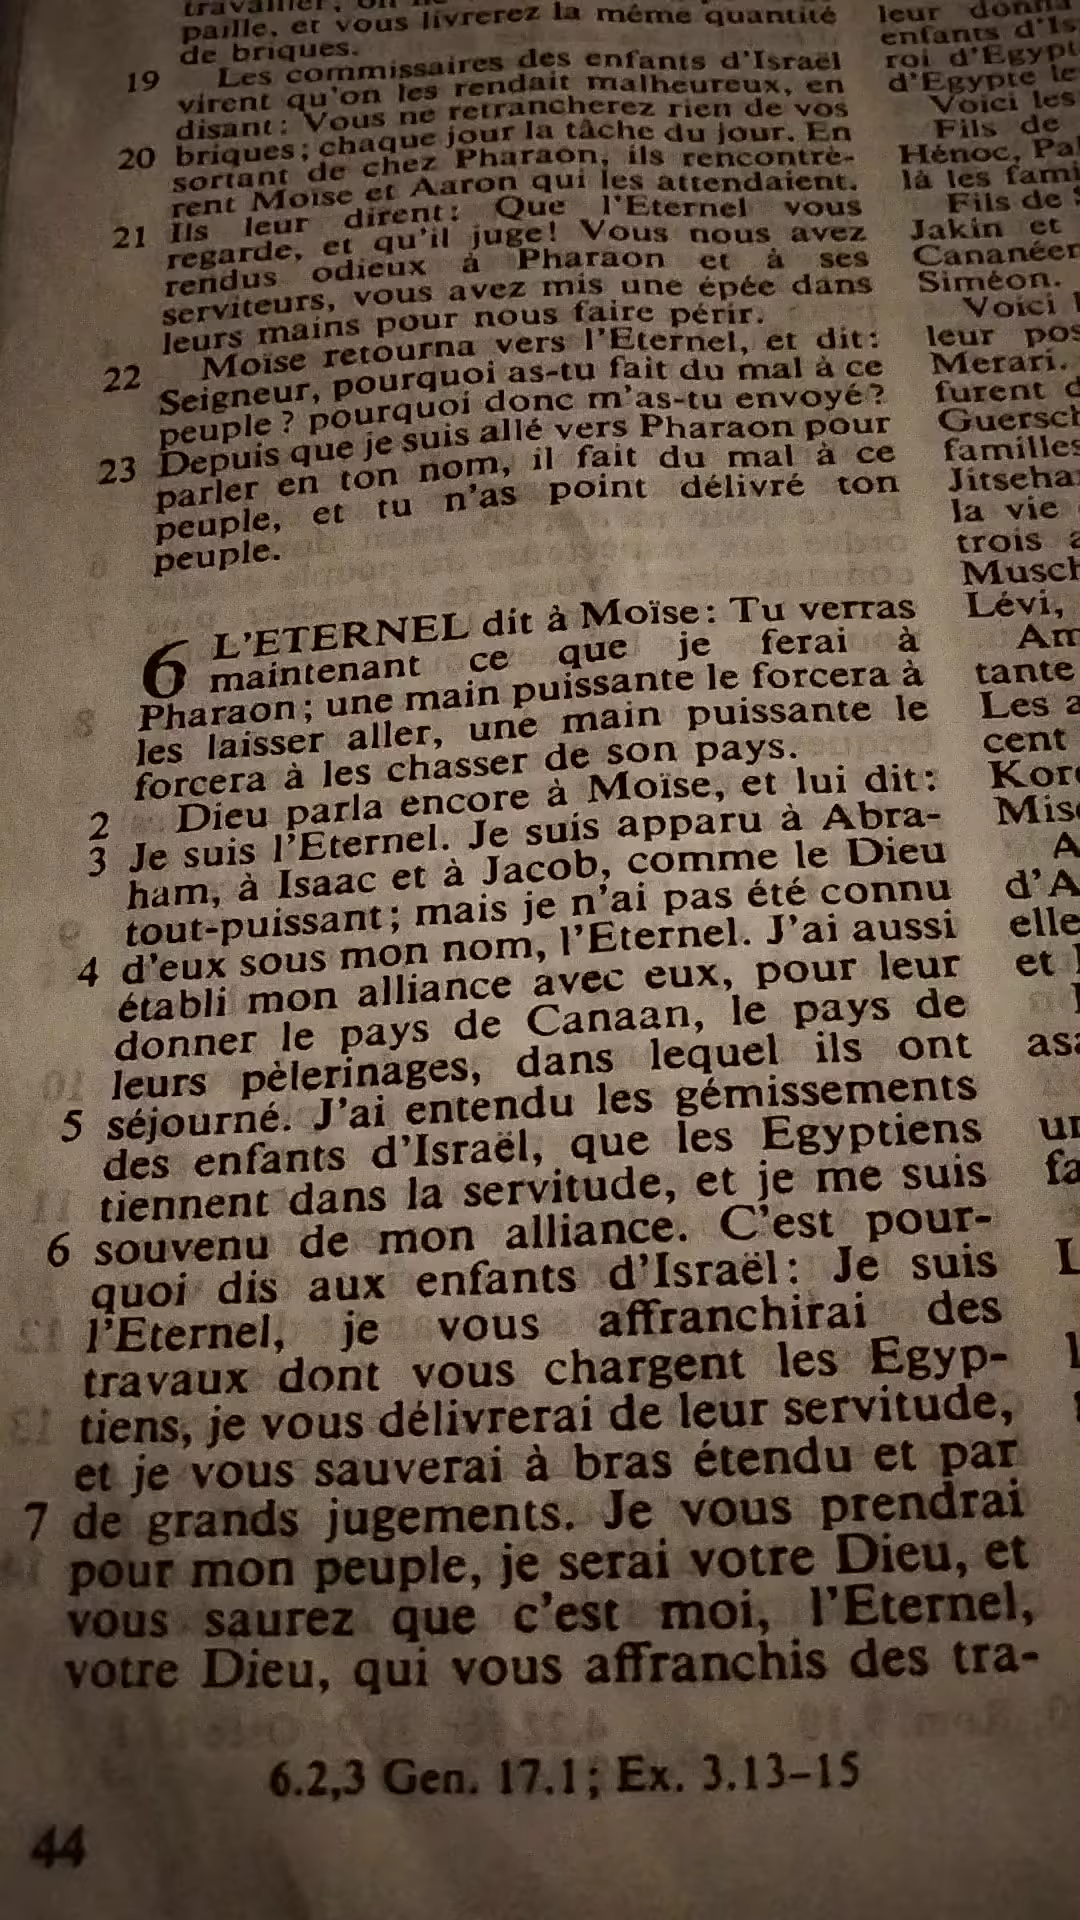 paille, et vous livrerez la même quantité
de briques.
19 Les commissaires des enfants d'Israël
virent qu'on les rendait malheureux, en
disant: Vous ne retrancherez rien de vos
20 briques; chaque jour la tâche du jour. En
sortant de chez Pharaon, ils rencontrè-
rent Moïse et Aaron qui les attendaient.
21 Ils leur dirent: Que l'Eternel vous
regarde, et qu'il juge! Vous nous avez
rendus odieux à Pharaon et à ses
serviteurs, vous avez mis une épée dans
leurs mains pour nous faire périr.
22 Moïse retourna vers l'Eternel, et dit:
Seigneur, pourquoi as-tu fait du mal à ce
peuple? pourquoi donc m'as-tu envoyé?
23 Depuis que je suis allé vers Pharaon pour
parler en ton nom, il fait du mal à ce
peuple, et tu n'as point délivré ton
peuple.
6 L'ETERNEL dit à Moïse: Tu verras
maintenant ce que je ferai à
Pharaon; une main puissante le forcera à
les laisser aller, une main puissante le
forcera à les chasser de son pays.
2 Dieu parla encore à Moïse, et lui dit:
3 Je suis l'Eternel. Je suis apparu à Abra-
ham, à Isaac et à Jacob, comme le Dieu
tout-puissant; mais je n'ai pas été connu
4 d'eux sous mon nom, l'Eternel. J'ai aussi
établi mon alliance avec eux, pour leur
donner le pays de Canaan, le pays de
leurs pèlerinages, dans lequel ils ont
5 séjourné. J'ai entendu les gémissements
des enfants d'Israël, que les Egyptiens
tiennent dans la servitude, et je me suis
6 souvenu de mon alliance. C'est pour-
quoi dis aux enfants d'Israël: Je suis
l'Eternel, je vous affranchirai des
travaux dont vous chargent les Egyp-
tiens, je vous délivrerai de leur servitude,
et je vous sauverai à bras étendu et par
7 de grands jugements. Je vous prendrai
pour mon peuple, je serai votre Dieu, et
vous saurez que c'est moi, l'Eternel,
votre Dieu, qui vous affranchis des tra-
6.2,3 Gen. 17.1; Ex. 3.13-15
44
leur
enfants
roi d'Egypt
d'Egypte le
Voici les
Fils de
Hénoc, Pal
là les fami
Fils de
Jakin et
Cananéen
Siméon.
Voici
leur pos
Merari.
furent
Guersch
familles
Jitseha
la vie
trois
Musch
Lévi,
Am
tante
Les a
cent
Kor
Mis
A
d'A
elle
et
asa
un
fa
L